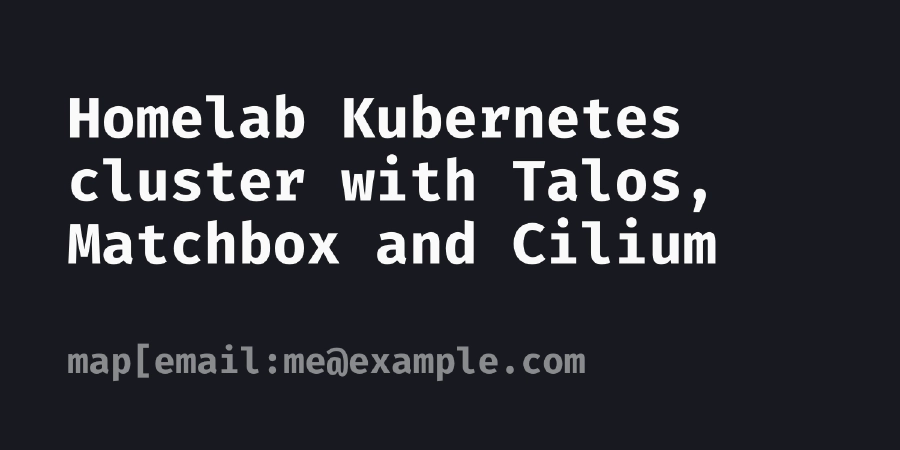 Homelab Kubernetes
cluster with Talos,
Matchbox and Cilium
map[email:me@example.com